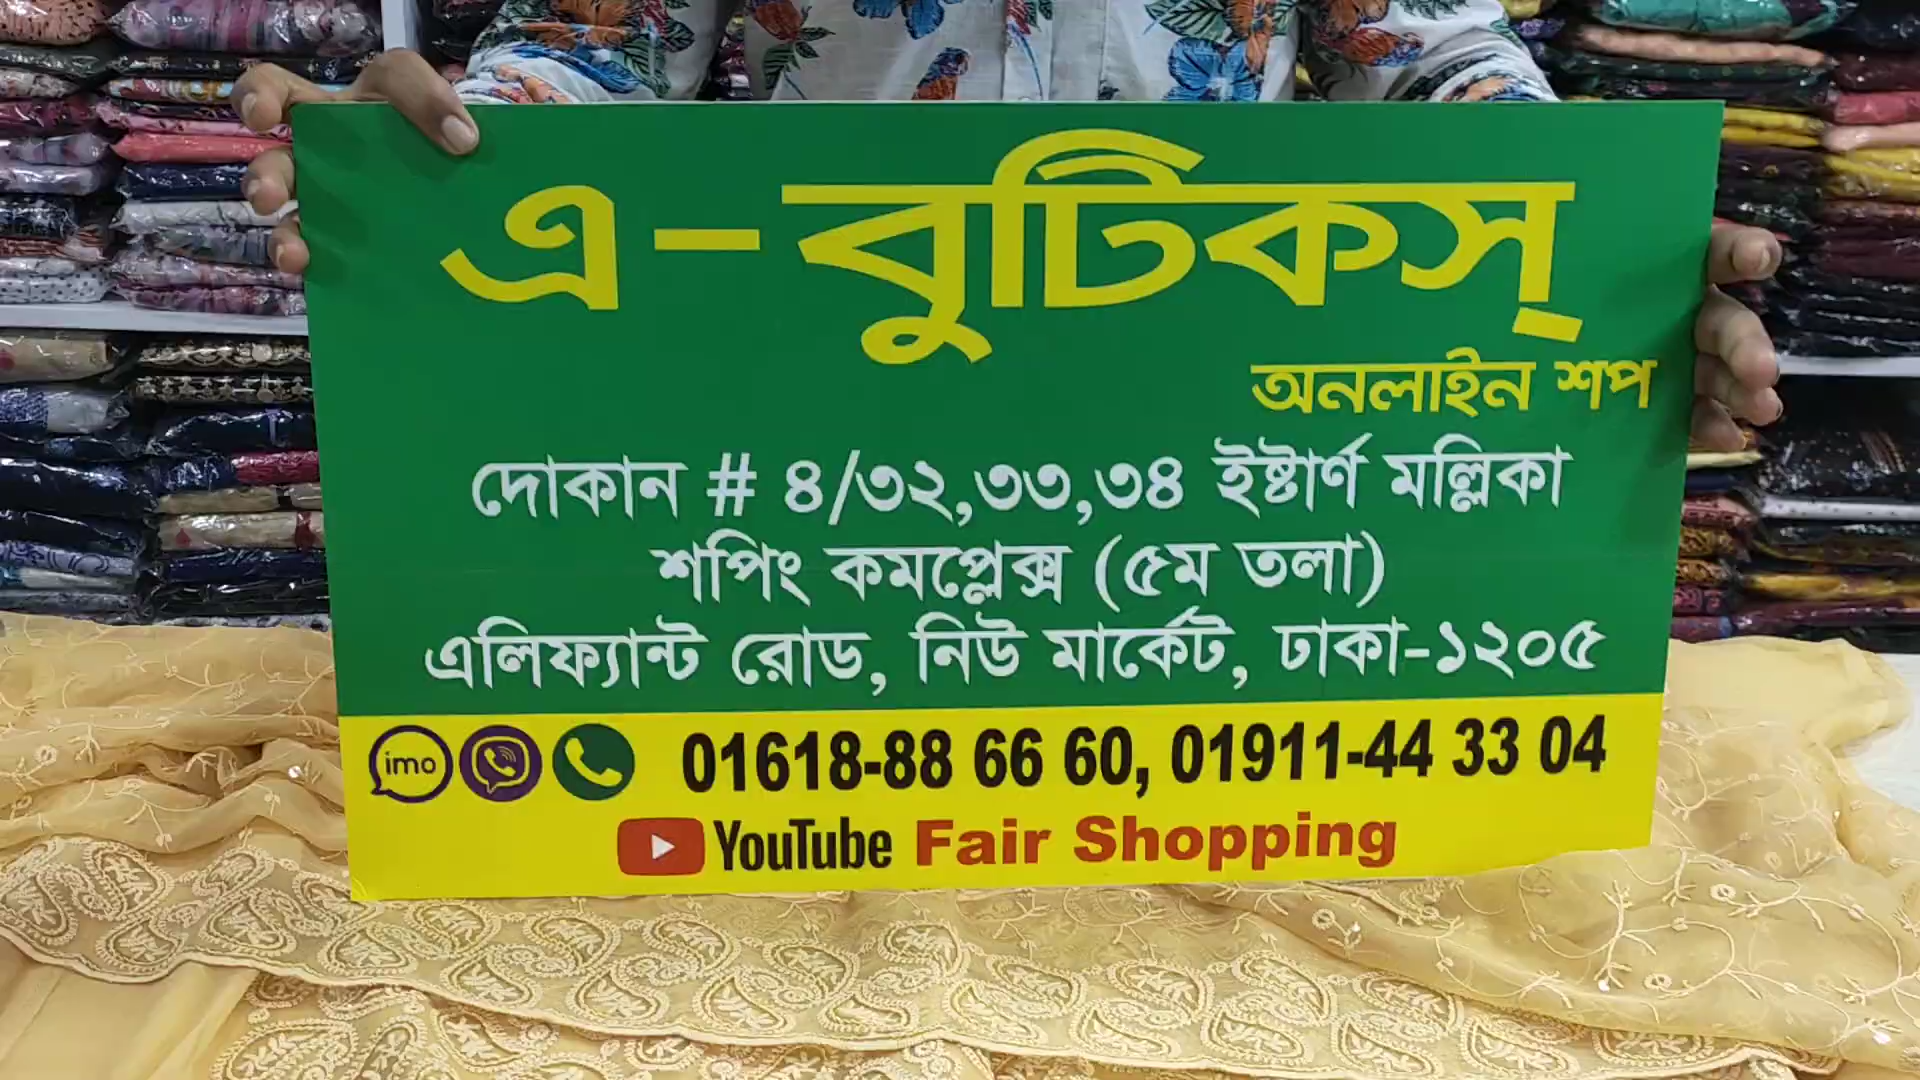 এ-বুটিকস্
অনলাইন শপ
দোকান # ৪/৩২,৩৩,৩৪ ইষ্টার্ণ মল্লিকা
শপিং কমপ্লেক্স (৫ম তলা)
এলিফ্যান্ট রোড, নিউ মার্কেট, ঢাকা-১২০৫
imo 01618-88 66 60, 01911-44 33 04
YouTube Fair Shopping